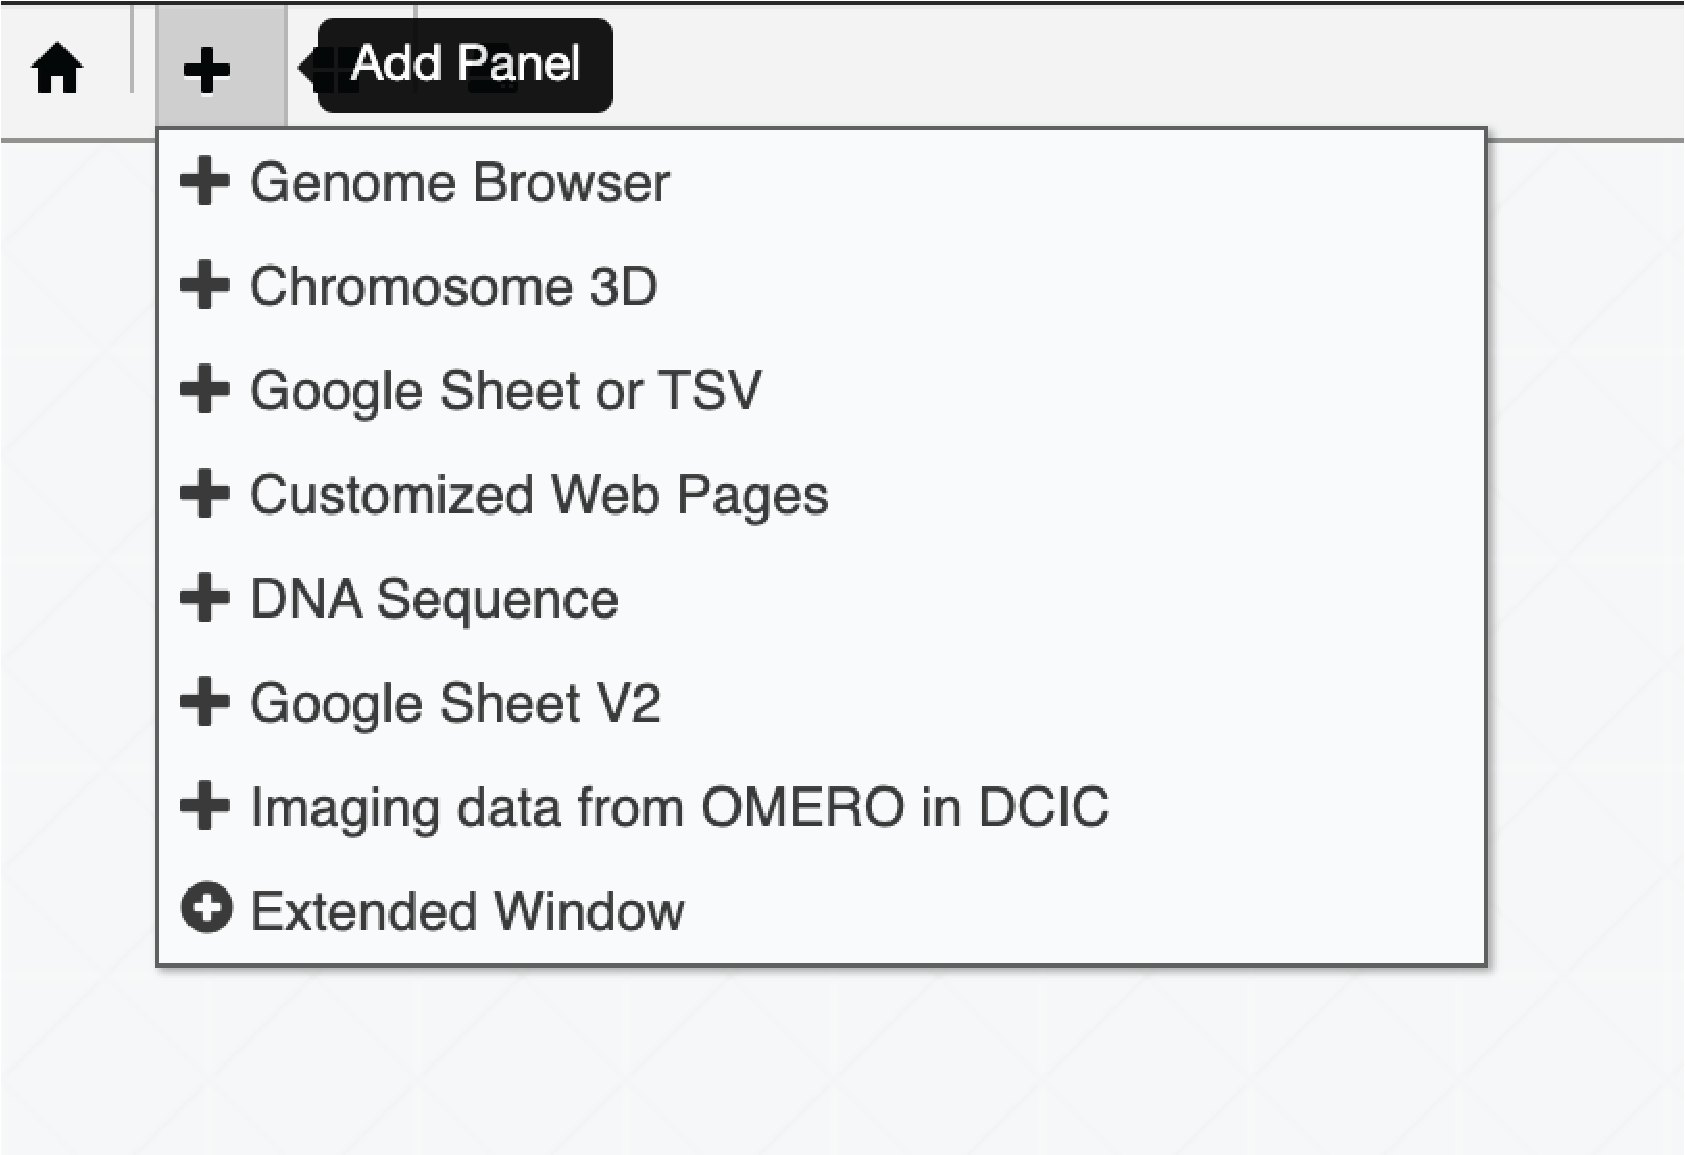 Add Panel
Genome Browser
Chromosome 3D
Google Sheet or TSV
Customized Web Pages
DNA Sequence
Google Sheet V2
Imaging data from OMERO in DCIC
Extended Window